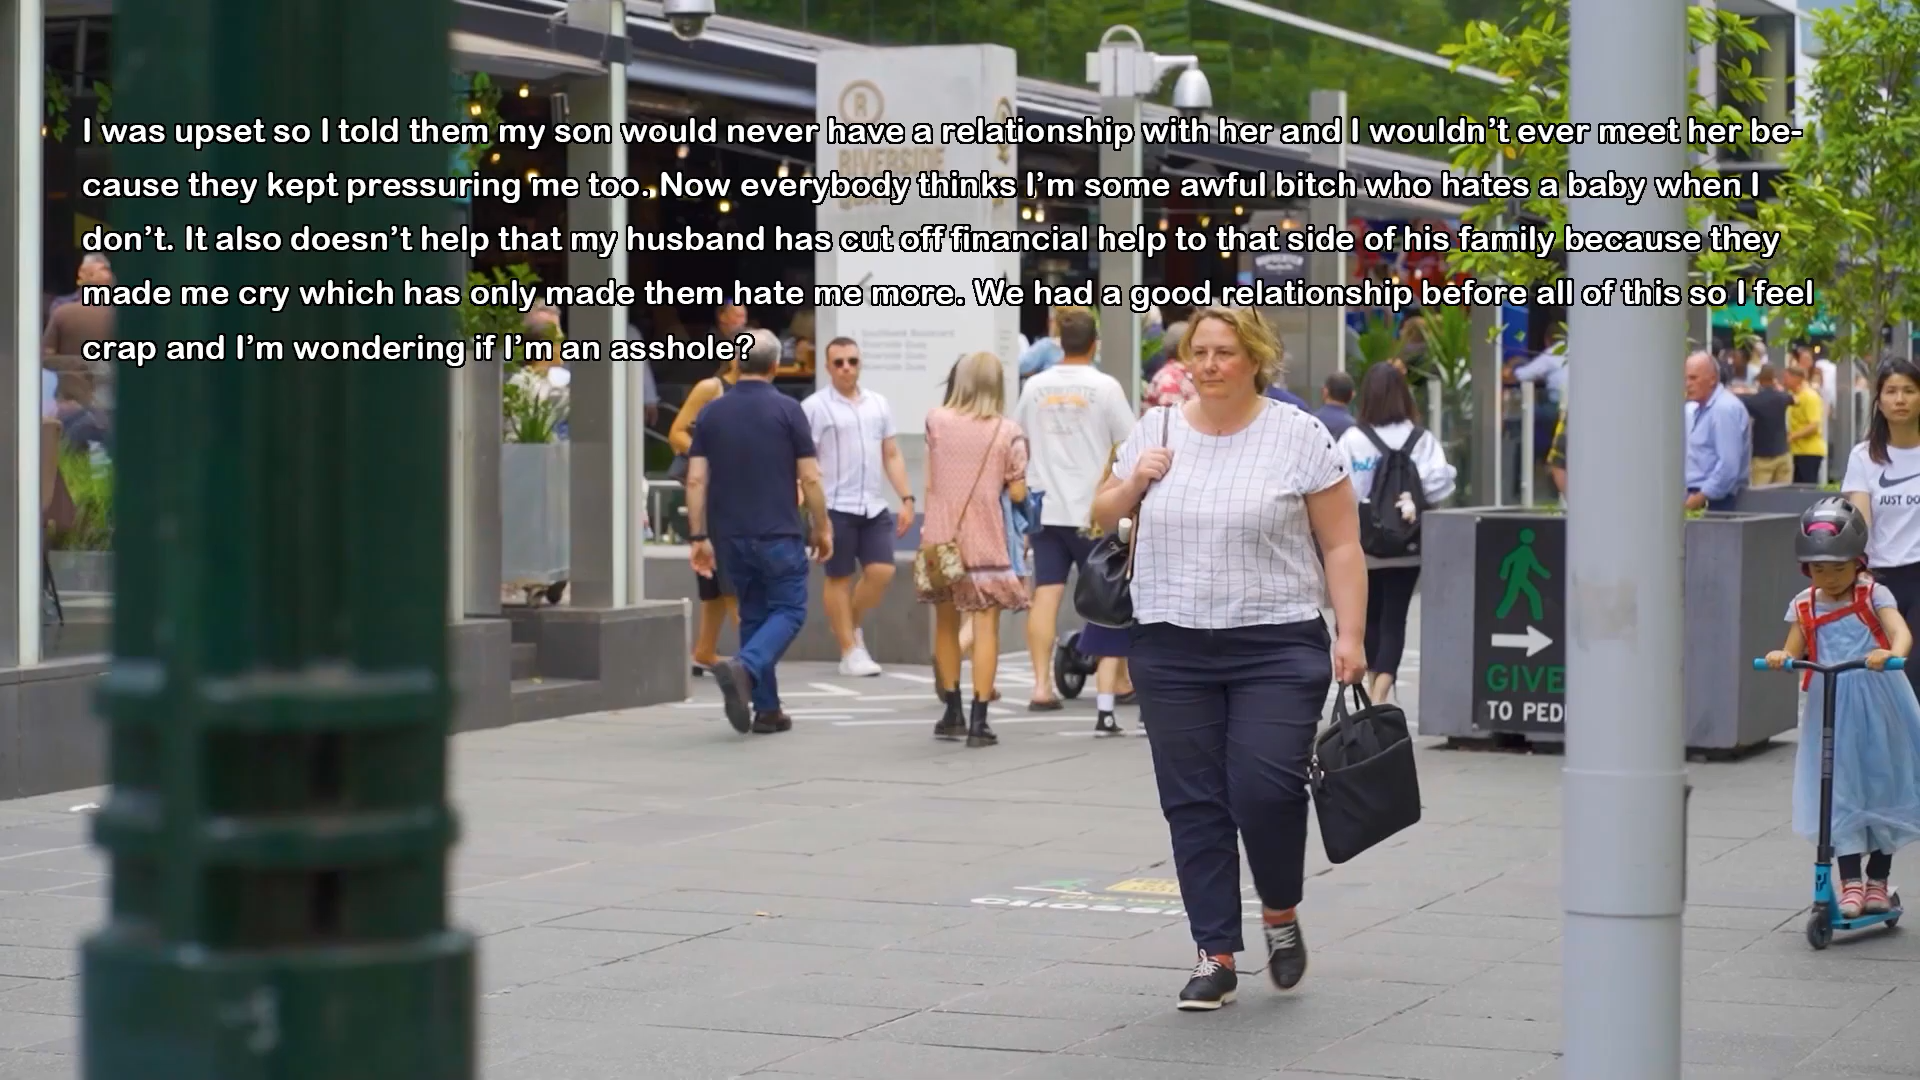 I was upset so I told them my son would never have a relationship with her and I wouldn't ever meet her be-
cause they kept pressuring me too. Now everybody thinks I'm some awful bitch who hates a baby when I
don't. It also doesn't help that my husband has cut off financial help to that side of his family because they
made me cry which has only made them hate me more. We had a good relationship before all of this so I feel
crap and I'm wondering if I'm an asshole?
R
RIVERSIDE
JUST DO
GIVE
TO PED